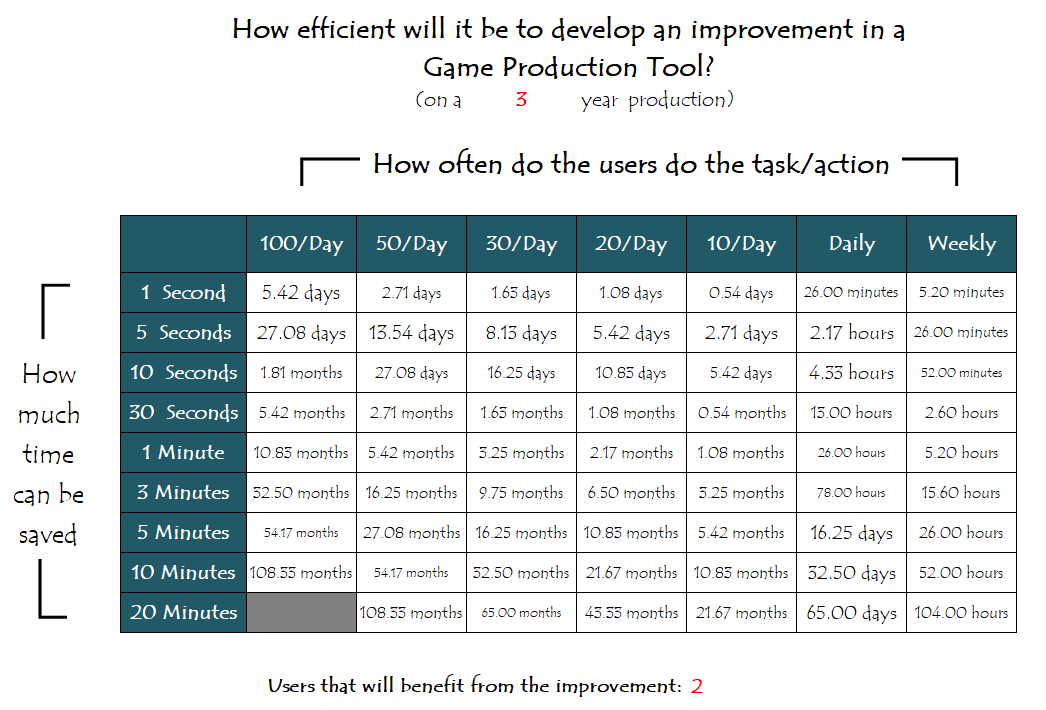 How efficient will it be to develop an improvement in a
Game Production Tool?
(on a 3 year production)
How often do the users do the task/action
100/Day 50/Day 30/Day 20/Day 10/Day Daily Weekly
How much time can be saved
1 Second 5.42 days 2.71 days 1.63 days 1.08 days 0.54 days 26.00 minutes 5.20 minutes
5 Seconds 27.08 days 13.54 days 8.13 days 5.42 days 2.71 days 2.17 hours 26.00 minutes
10 Seconds 1.81 months 27.08 days 16.25 days 10.83 days 5.42 days 4.33 hours 52.00 minutes
30 Seconds 5.42 months 2.71 months 1.63 months 1.08 months 0.54 months 13.00 hours 2.60 hours
1 Minute 10.83 months 5.42 months 3.25 months 2.17 months 1.08 months 26.00 hours 5.20 hours
3 Minutes 32.50 months 16.25 months 9.75 months 6.50 months 3.25 months 78.00 hours 15.60 hours
5 Minutes 54.17 months 27.08 months 16.25 months 10.83 months 5.42 months 16.25 days 26.00 hours
10 Minutes 108.33 months 54.17 months 32.50 months 21.67 months 10.83 months 32.50 days 52.00 hours
20 Minutes 108.33 months 65.00 months 43.33 months 21.67 months 65.00 days 104.00 hours
Users that will benefit from the improvement: 2